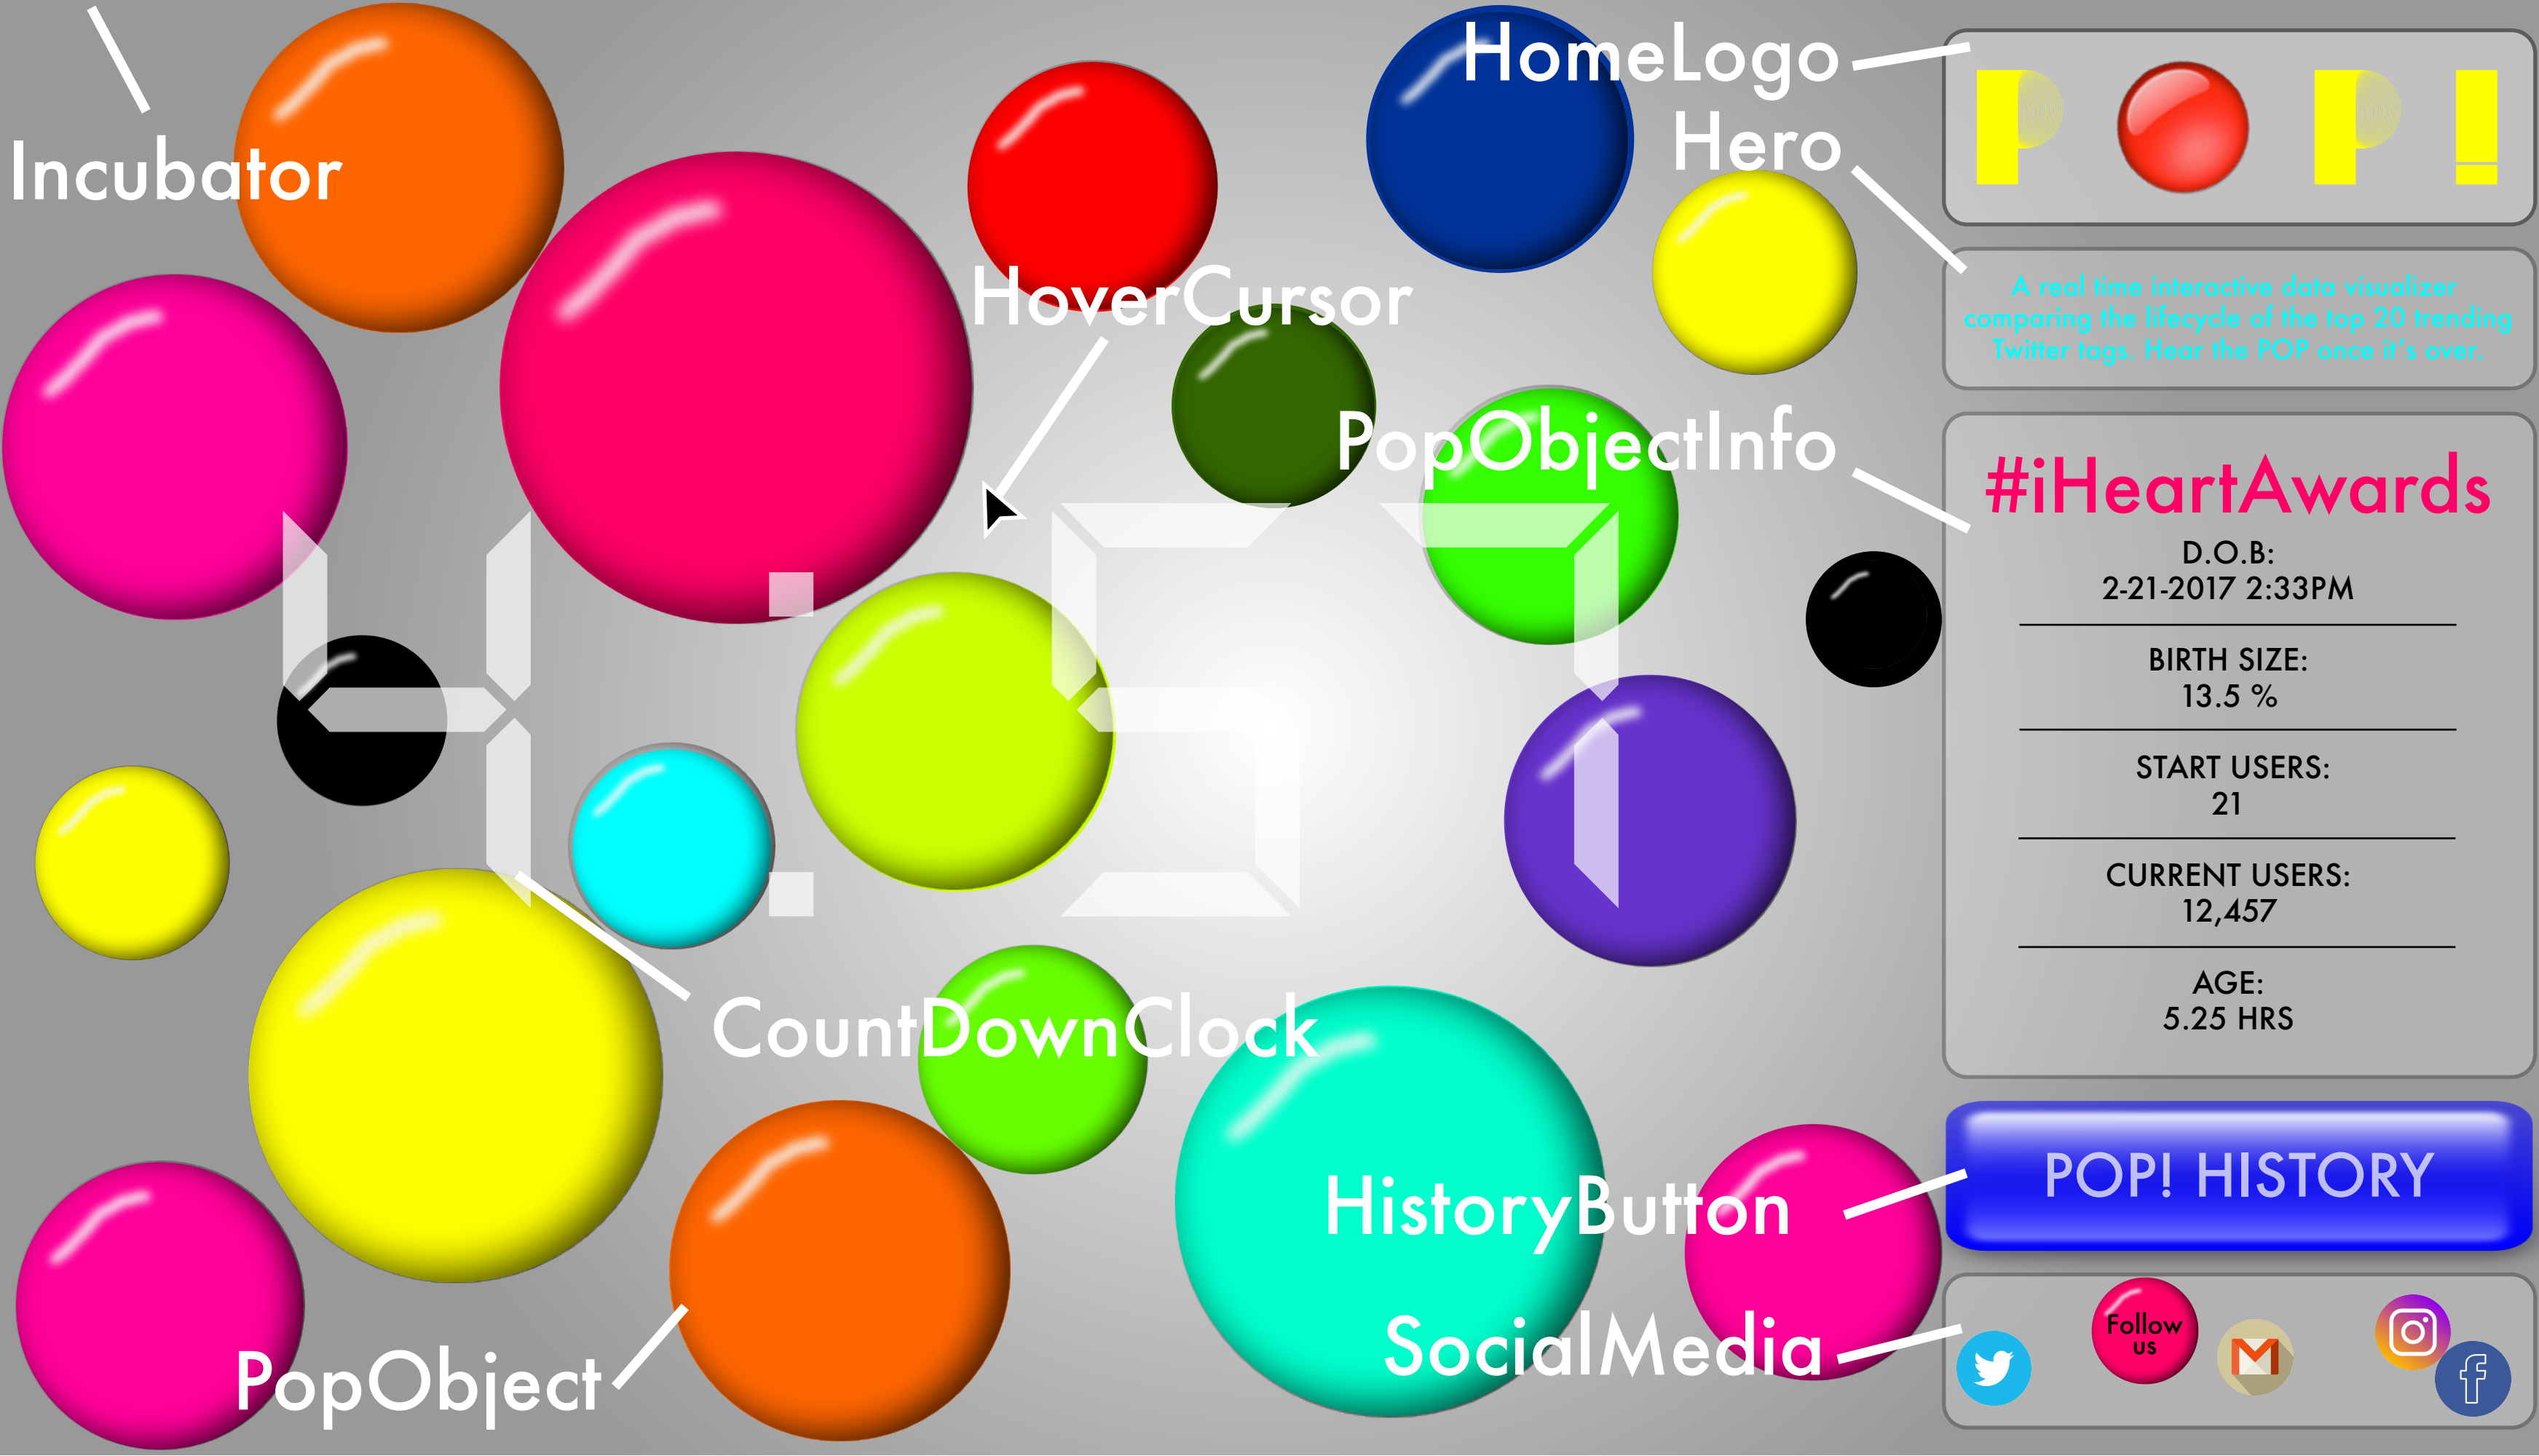 HomeLogo
Hero
Incubator
HoverCursor
PopObjectInfo
4:57
CountDownClock
PopObject
HistoryButton
SocialMedia
P P !
A real time interactive data visualizer
comparing the lifecycle of the top 20 trending
Twitter tags. Hear the POP once it's over.
#iHeartAwards
D.O.B:
2-21-2017 2:33PM
BIRTH SIZE:
13.5 %
START USERS:
21
CURRENT USERS:
12,457
AGE:
5.25 HRS
POP! HISTORY
Follow
us